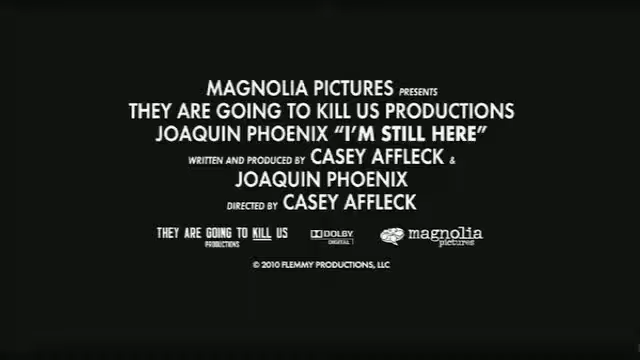 MAGNOLIA PICTURES PRESENTS
THEY ARE GOING TO KILL US PRODUCTIONS
JOAQUIN PHOENIX “I’M STILL HERE”
WRITTEN AND PRODUCED BY CASEY AFFLECK &
JOAQUIN PHOENIX
DIRECTED BY CASEY AFFLECK
THEY ARE GOING TO KILL US PRODUCTIONS
DOLBY DIGITAL
magnolia pictures
© 2010 FLEMMY PRODUCTIONS, LLC